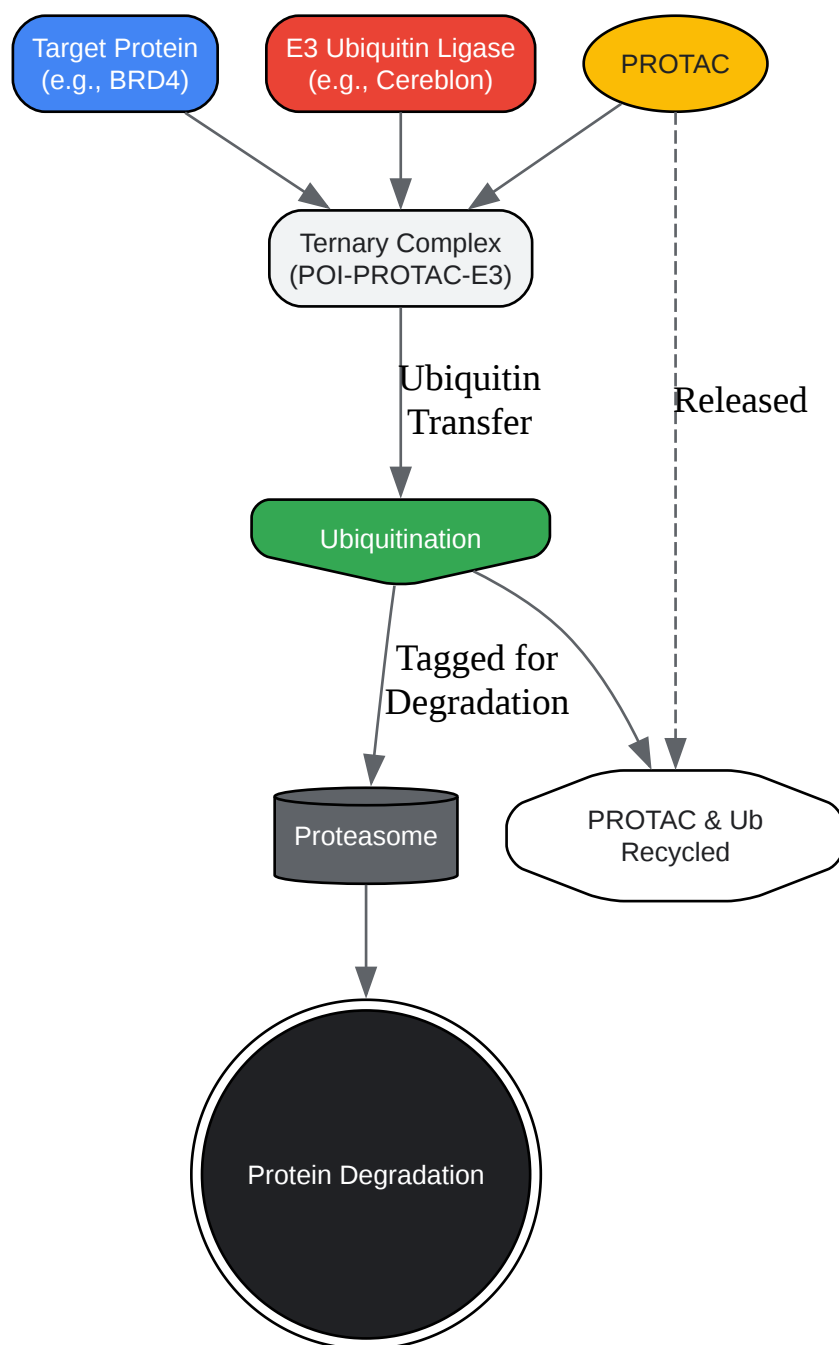 Target Protein
(e.g., BRD4)
E3 Ubiquitin Ligase
(e.g., Cereblon)
PROTAC
Ternary Complex
(POI-PROTAC-E3)
Ubiquitin
Transfer
Released
Ubiquitination
Tagged for
Degradation
Proteasome
PROTAC & Ub
Recycled
Protein Degradation